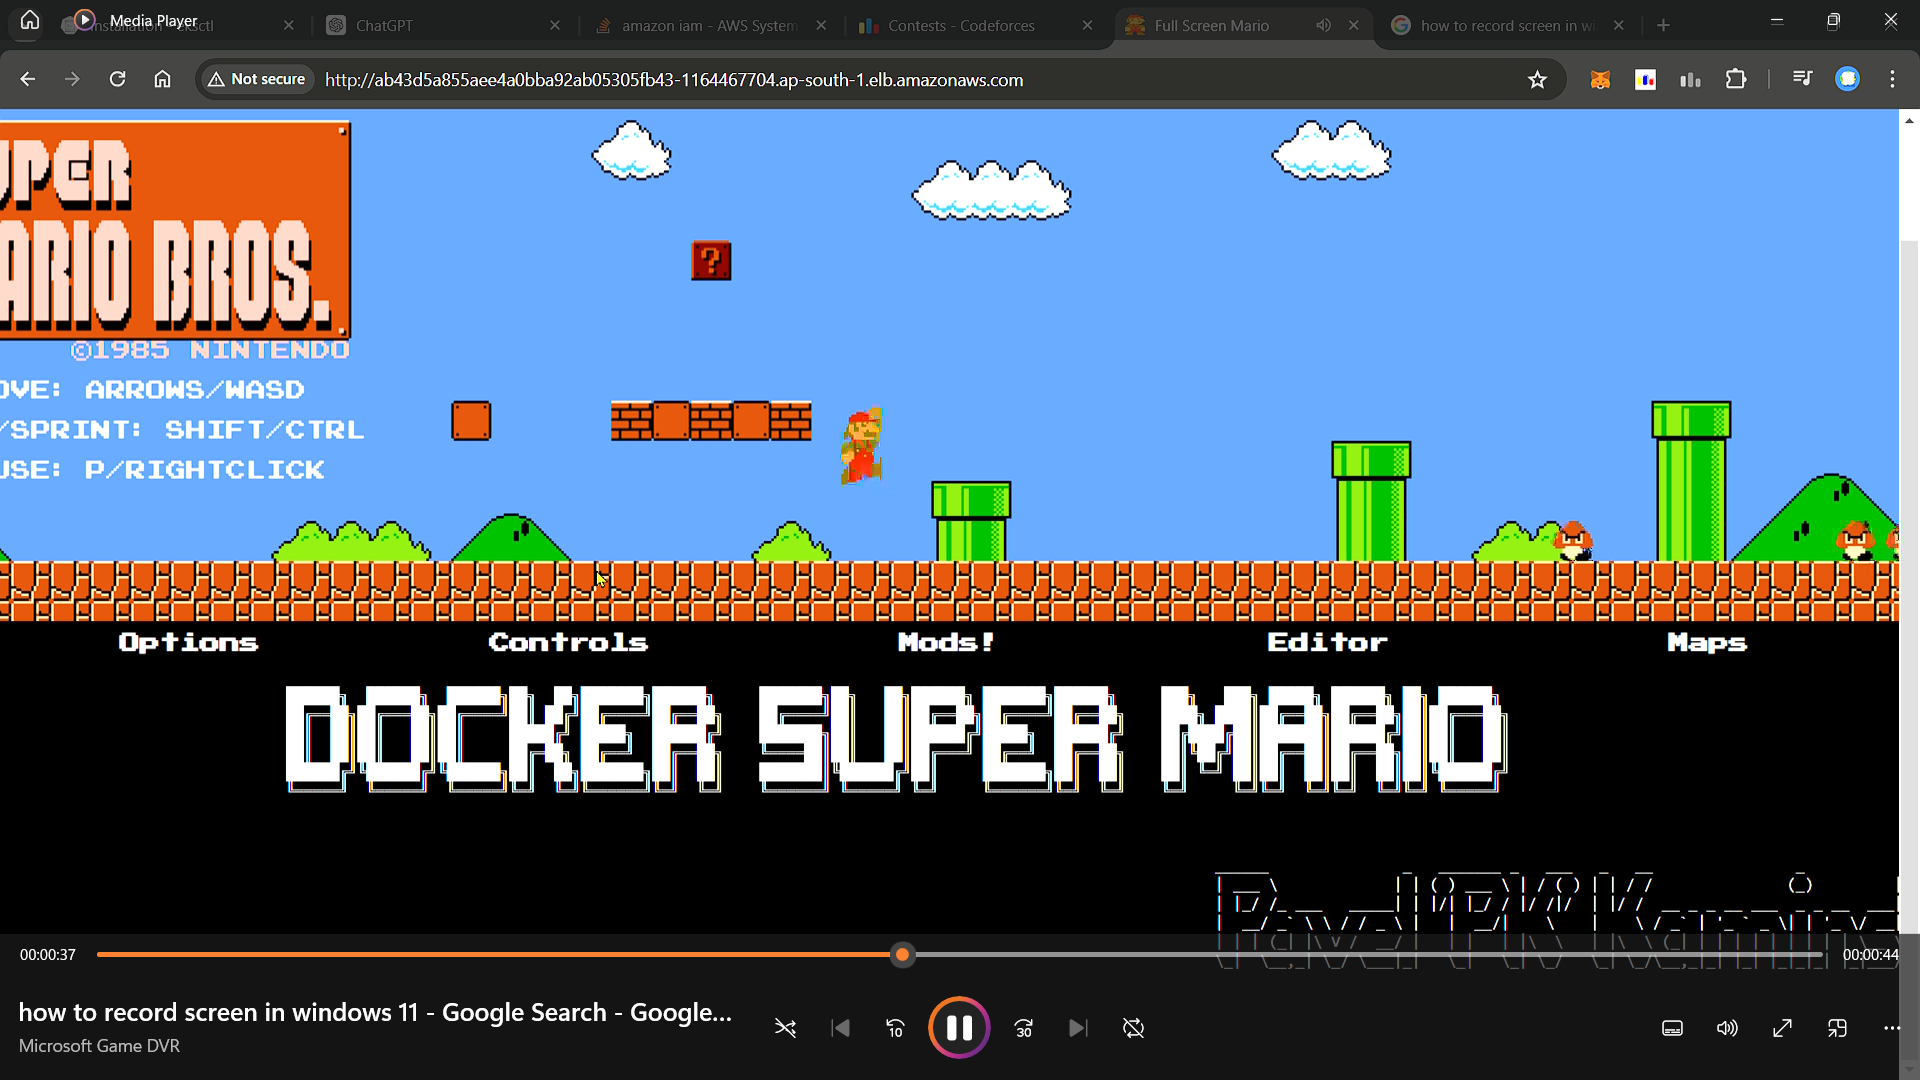 Media Player
ChatGPT
amazon iam - AWS System
Contests - Codeforces
Full Screen Mario
how to record screen in wi
Not secure
http://ab43d5a855aee4a0bba92ab05305fb43-1164467704.ap-south-1.elb.amazonaws.com
UPER
ARIO BROS.
©1985 NINTENDO
OVE: ARROWS/WASD
/SPRINT: SHIFT/CTRL
USE: P/RIGHTCLICK
?
Options Controls Mods! Editor Maps
DOCKER SUPER MARIO
00:00:37
00:00:44
how to record screen in windows 11 - Google Search - Google...
Microsoft Game DVR
10
30